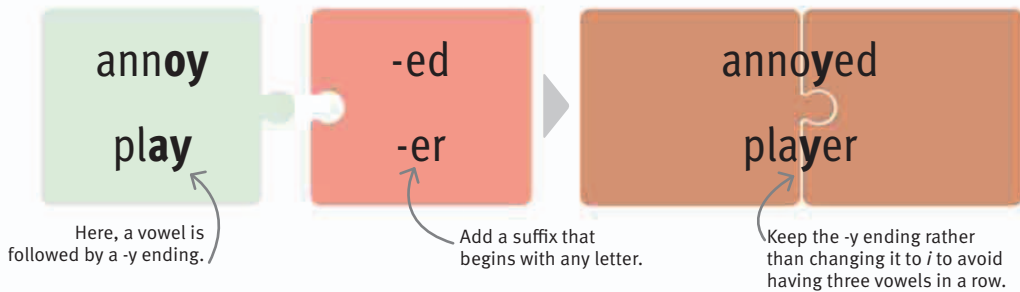 annoy
play
-ed
-er
annoyed
player
Here, a vowel is
followed by a -y ending.
Add a suffix that
begins with any letter.
Keep the -y ending rather
than changing it to i to avoid
having three vowels in a row.